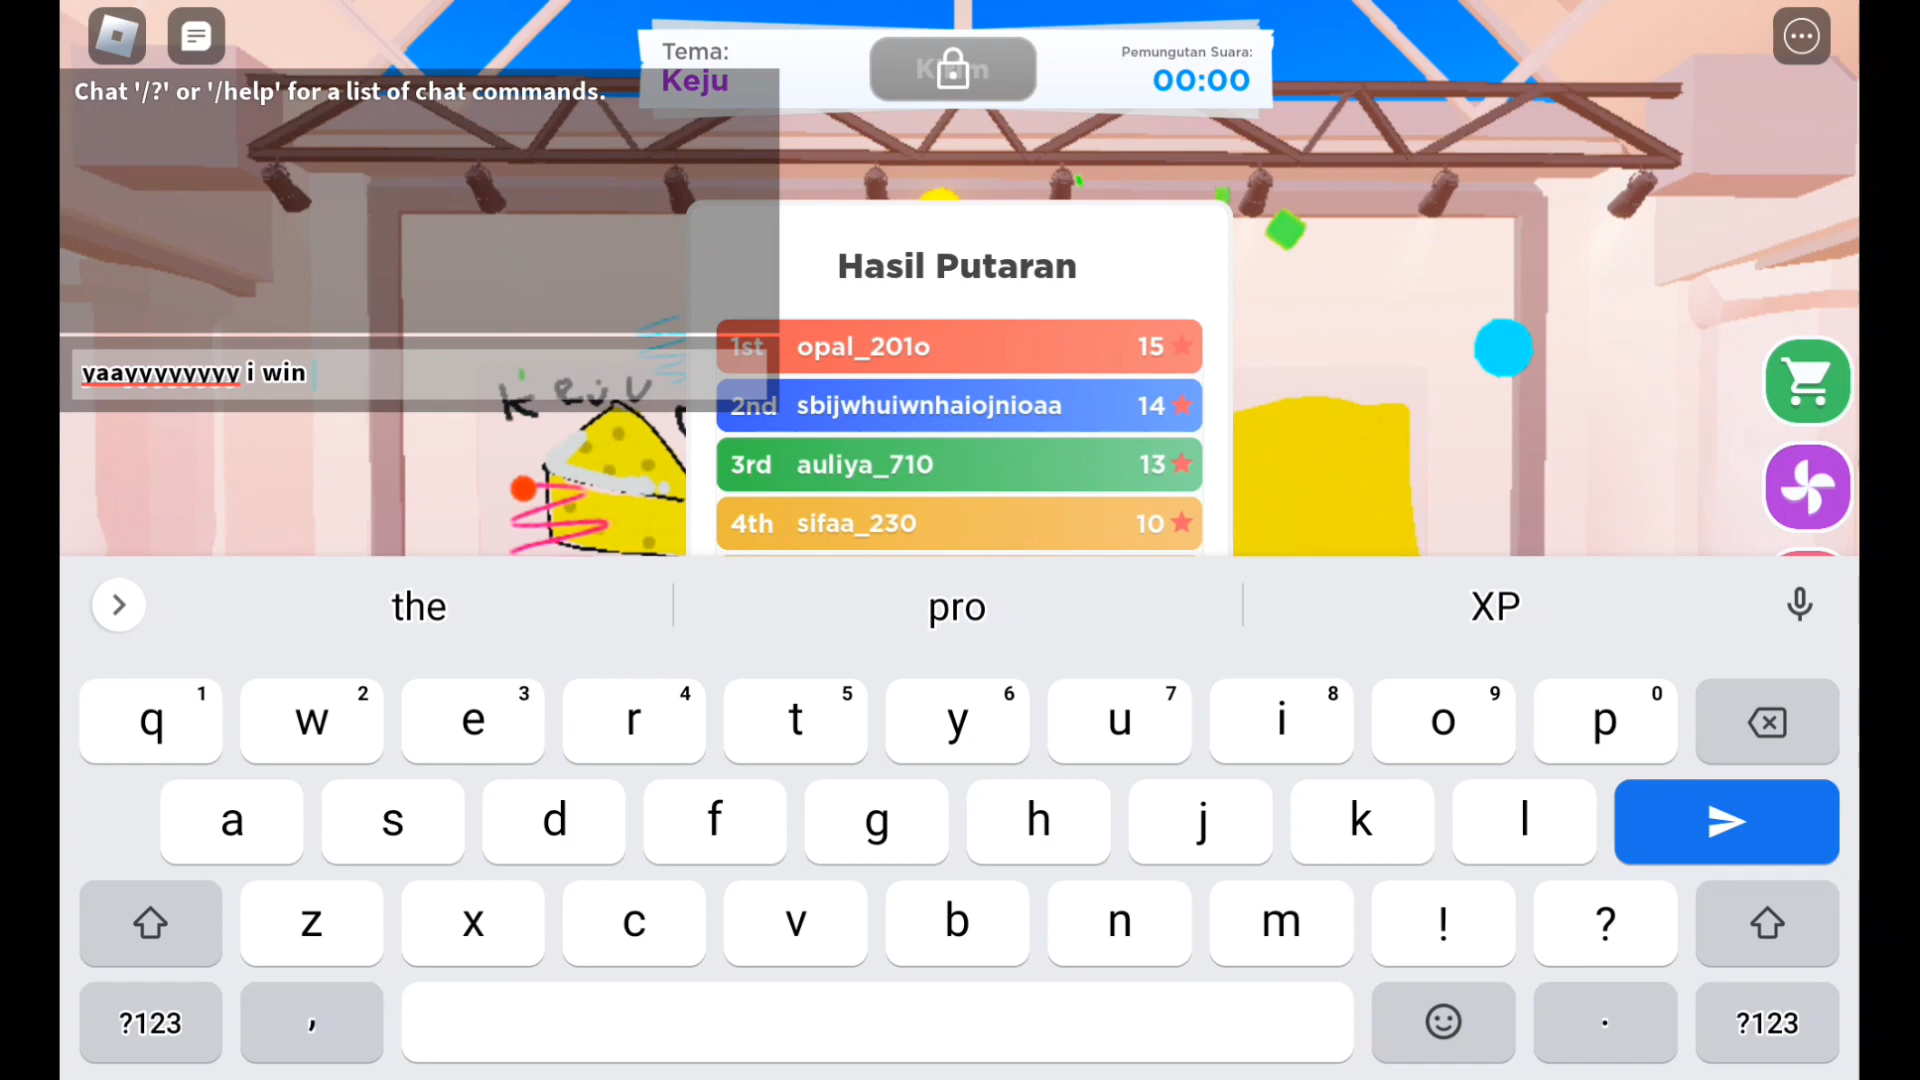 Tema:
Keju
Pemungutan Suara:
00:00
Chat '/?' or '/help' for a list of chat commands.
Hasil Putaran
1st opal_201o 15
yaayyyyyyyyy i win
2nd sbijwhuiwnhaiojnioaa 14
3rd auliya_710 13
4th sifaa_230 10
keju
the pro XP
q 1 w 2 e 3 r 4 t 5 y 6 u 7 i 8 o 9 p 0
a s d f g h j k l
z x c v b n m ! ?
?123 , . ?123